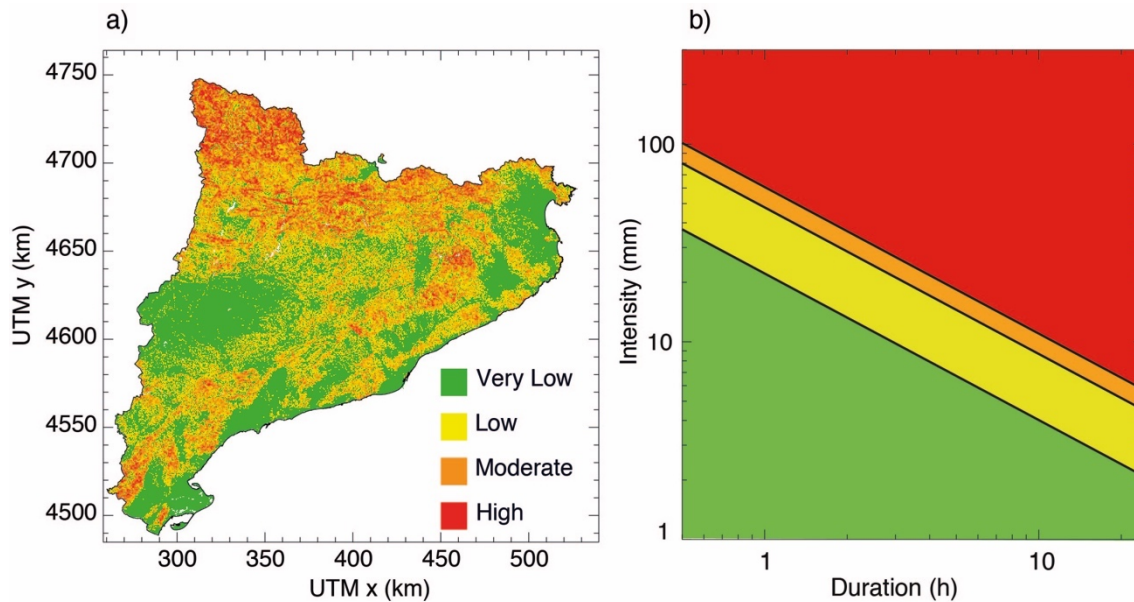 a)
4750
4700
4650
4600
4550
4500
UTM y (km)
300 350 400 450 500
UTM x (km)
Very Low
Low
Moderate
High
b)
100
10
1
Intensity (mm)
1 10
Duration (h)